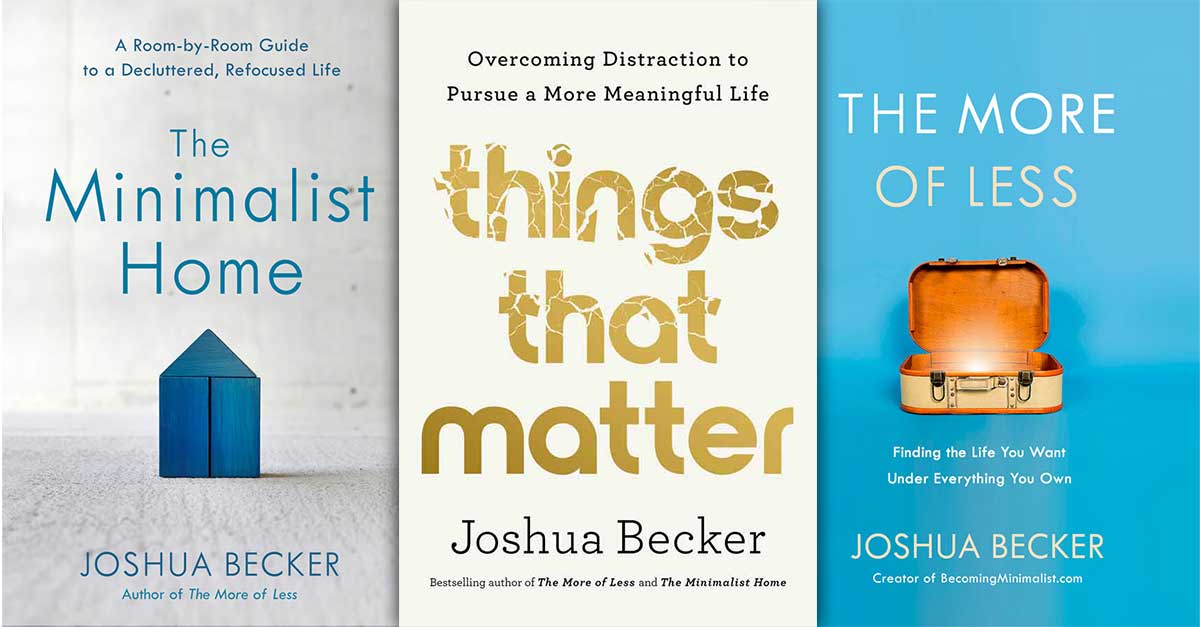 A Room-by-Room Guide
to a Decluttered, Refocused Life
The
Minimalist
Home
JOSHUA BECKER
Author of The More of Less
Overcoming Distraction to
Pursue a More Meaningful Life
things
that
matter
Joshua Becker
Bestselling author of The More of Less and The Minimalist Home
THE MORE
OF LESS
Finding the Life You Want
Under Everything You Own
JOSHUA BECKER
Creator of BecomingMinimalist.com